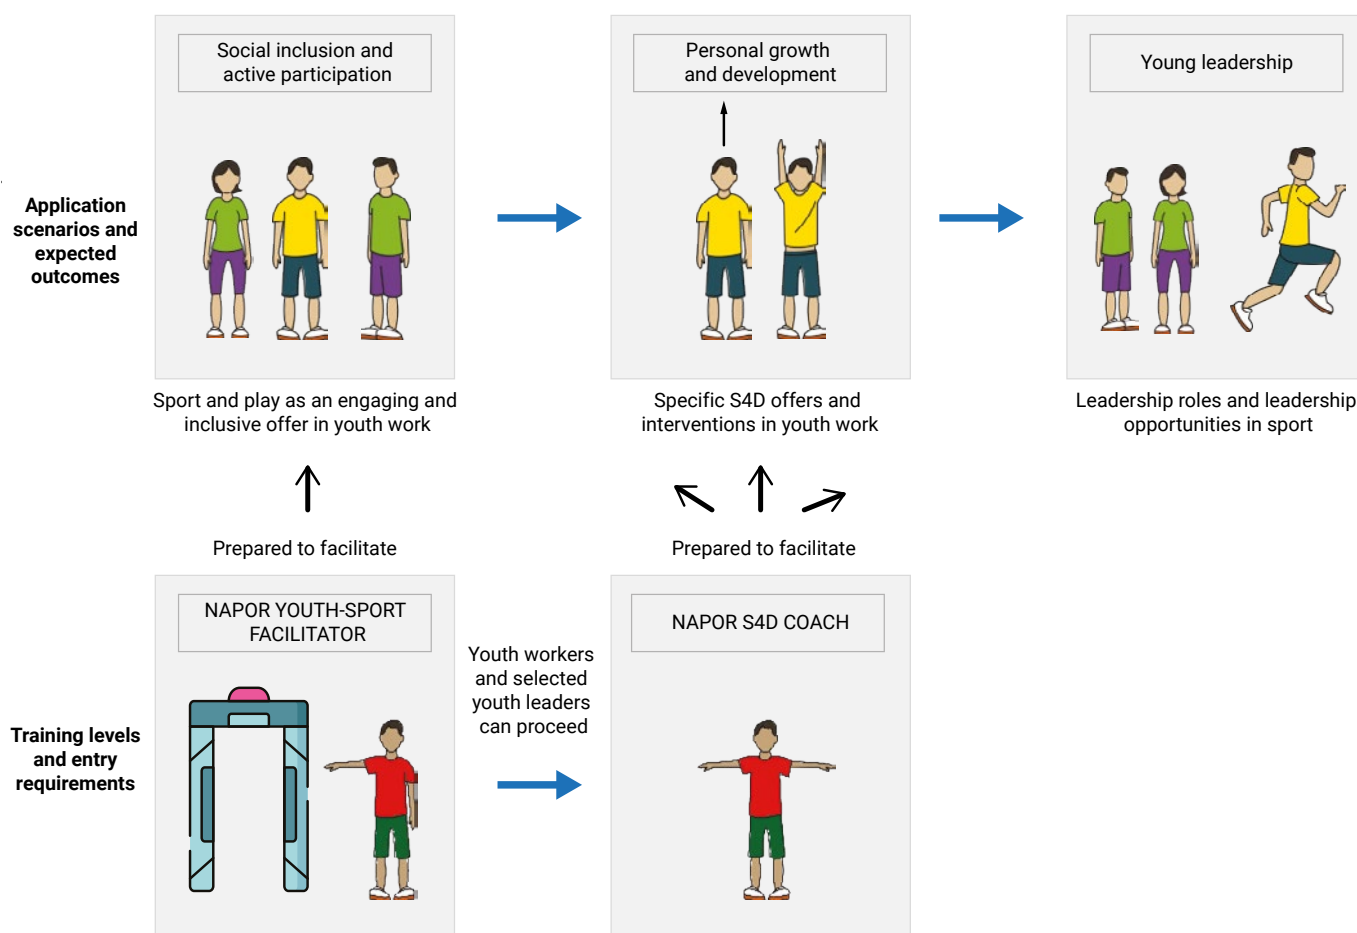 Social inclusion and
active participation
Personal growth
and development
Young leadership
Application
scenarios and
expected
outcomes
Sport and play as an engaging and
inclusive offer in youth work
Specific S4D offers and
interventions in youth work
Leadership roles and leadership
opportunities in sport
Prepared to facilitate
Prepared to facilitate
NAPOR YOUTH-SPORT
FACILITATOR
Youth workers
and selected
youth leaders
can proceed
NAPOR S4D COACH
Training levels
and entry
requirements